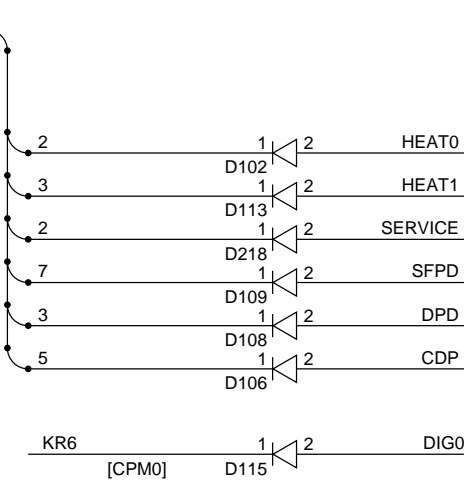 2 1 2 HEAT0
D102
3 1 2 HEAT1
D113
2 1 2 SERVICE
D218
7 1 2 SFPD
D109
3 1 2 DPD
D108
5 1 2 CDP
D106
KR6 1 2 DIG0
[CPM0] D115